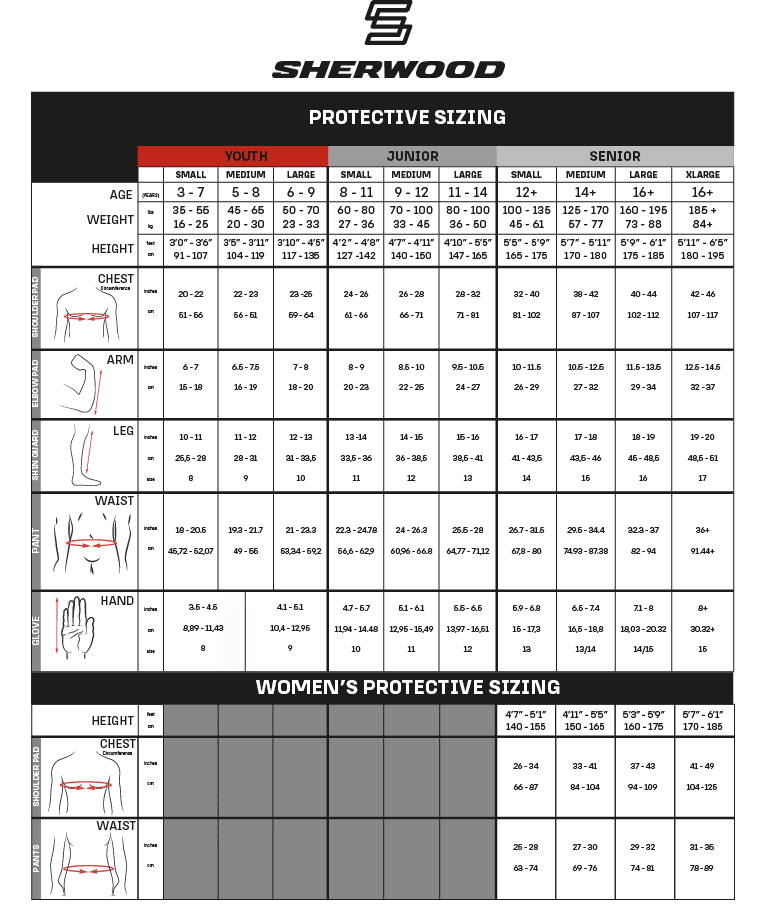 SHERWOOD
PROTECTIVE SIZING
YOUTH JUNIOR SENIOR
SMALL MEDIUM LARGE SMALL MEDIUM LARGE SMALL MEDIUM LARGE XLARGE
AGE (YEARS) 3 - 7 5 - 8 6 - 9 8 - 11 9 - 12 11 - 14 12+ 14+ 16+ 16+
WEIGHT
lbs 35 - 55 45 - 65 50 - 70 60 - 80 70 - 100 80 - 100 100 - 135 125 - 170 160 - 195 185 +
kg 16 - 25 20 - 30 23 - 33 27 - 36 33 - 45 36 - 50 45 - 61 57 - 77 73 - 88 84+
HEIGHT
feet 3'0" - 3'6" 3'5" - 3'11" 3'10" - 4'5" 4'2" - 4'8" 4'7" - 4'11" 4'10" - 5'5" 5'5" - 5'9" 5'7" - 5'11" 5'9" - 6'1" 5'11" - 6'5"
cm 91 - 107 104 - 119 117 - 135 127 -142 140 - 150 147 - 165 165 - 175 170 - 180 175 - 185 180 - 195
SHOULDER PAD
CHEST
Circumference
inches 20 - 22 22 - 23 23 -25 24 - 26 26 - 28 28 - 32 32 - 40 38 - 42 40 - 44 42 - 46
cm 51 - 56 56 - 51 59 - 64 61 - 66 66 - 71 71 - 81 81 - 102 87 - 107 102 - 112 107 - 117
ELBOW PAD
ARM
inches 6 - 7 6.5 - 7.5 7 - 8 8 - 9 8.5 - 10 9.5 - 10.5 10 - 11.5 10.5 - 12.5 11.5 - 13.5 12.5 - 14.5
cm 15 - 18 16 - 19 18 - 20 20 - 23 22 - 25 24 - 27 26 - 29 27 - 32 29 - 34 32 - 37
SHIN GUARD
LEG
inches 10 - 11 11 - 12 12 - 13 13 -14 14 - 15 15 - 16 16 - 17 17 - 18 18 - 19 19 - 20
cm 25,5 - 28 28 - 31 31 - 33,5 33,5 - 36 36 - 38,5 38,5 - 41 41 - 43,5 43,5 - 46 45 - 48,5 48,5 - 51
size 8 9 10 11 12 13 14 15 16 17
PANT
WAIST
inches 18 - 20.5 19.3 - 21.7 21 - 23.3 22.3 - 24.78 24 - 26.3 25.5 - 28 26.7 - 31.5 29.5 - 34.4 32.3 - 37 36+
cm 45,72 - 52,07 49 - 55 53,34 - 59,2 56,6 - 62,9 60,96 - 66.8 64,77 - 71,12 67,8 - 80 74.93 - 87.38 82 - 94 91.44+
GLOVE
HAND
inches 3.5 - 4.5 4.1 - 5.1 4.7 - 5.7 5.1 - 6.1 5.5 - 6.5 5.9 - 6.8 6.5 - 7.4 7.1 - 8 8+
cm 8,89 - 11,43 10,4 - 12,95 11,94 - 14.48 12,95 - 15,49 13,97 - 16,51 15 - 17,3 16,5 - 18,8 18,03 - 20.32 30.32+
size 8 9 10 11 12 13 13/14 14/15 15
WOMEN'S PROTECTIVE SIZING
HEIGHT
feet 4'7" - 5'1" 4'11" - 5'5" 5'3" - 5'9" 5'7" - 6'1"
cm 140 - 155 150 - 165 160 - 175 170 - 185
SHOULDER PAD
CHEST
Circumference
inches 26 - 34 33 - 41 37 - 43 41 - 49
cm 66 - 87 84 - 104 94 - 109 104 - 125
PANTS
WAIST
inches 25 - 28 27 - 30 29 - 32 31 - 35
cm 63 - 74 69 - 76 74 - 81 78 - 89